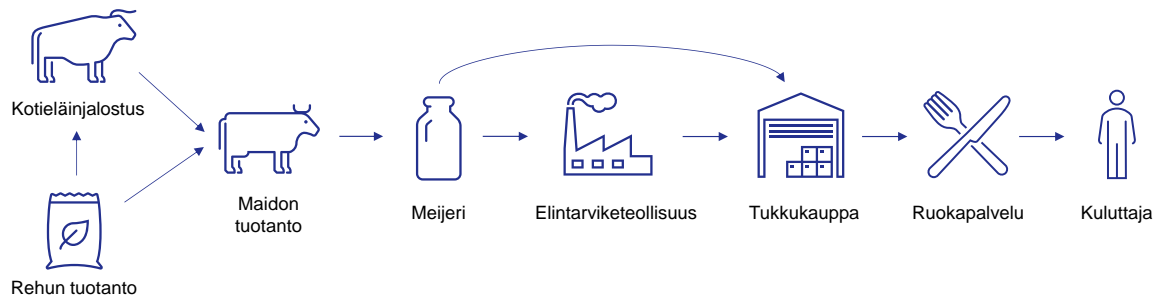 Kotieläinjalostus
Rehun tuotanto
Maidon
tuotanto
Meijeri
Elintarviketeollisuus
Tukkukauppa
Ruokapalvelu
Kuluttaja